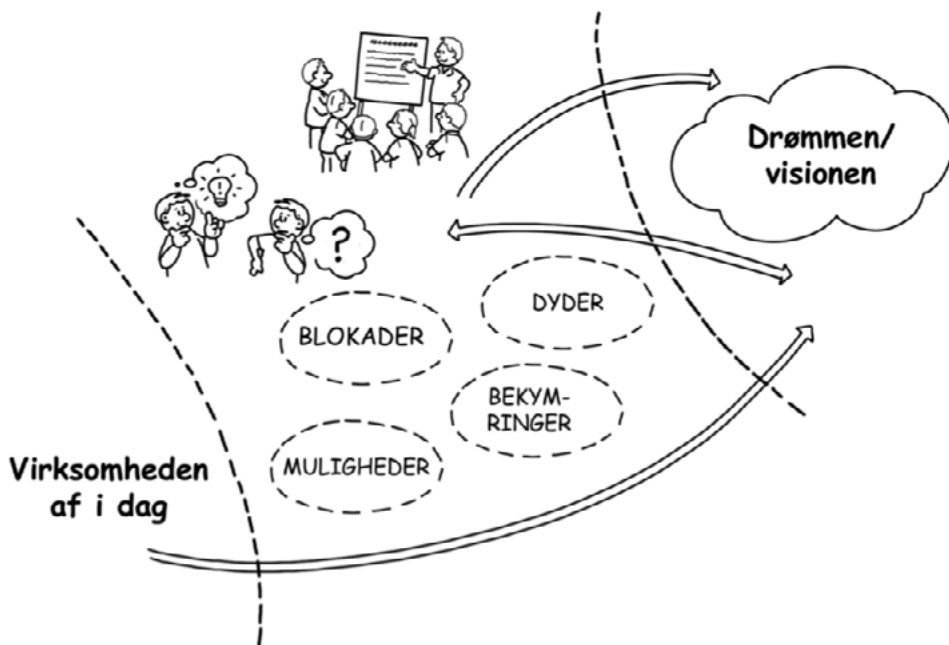 Drømmen/
visionen
!
?
DYDER
BLOKADER
BEKYM-
RINGER
MULIGHEDER
Virksomheden
af i dag